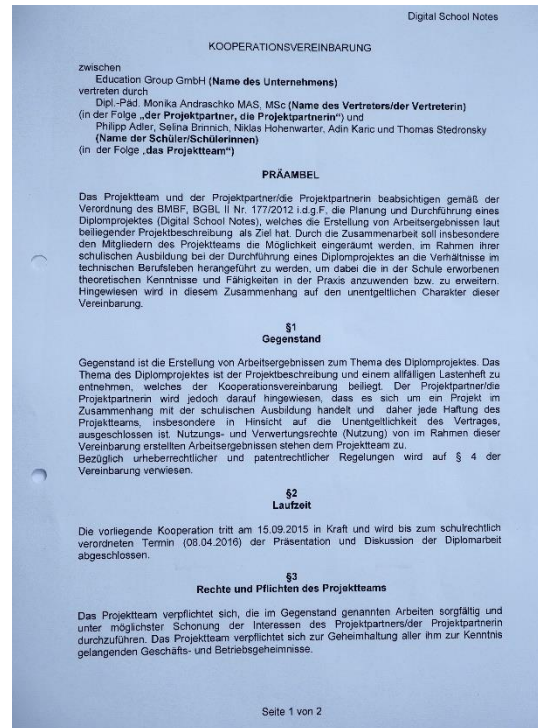 Digital School Notes
KOOPERATIONSVEREINBARUNG
zwischen
Education Group GmbH (Name des Unternehmens)
vertreten durch
Dipl.-Päd. Monika Andraschko MAS, MSc (Name des Vertreters/der Vertreterin)
(in der Folge „der Projektpartner, die Projektpartnerin“) und
Philipp Adler, Selina Brinnich, Niklas Hohenwarter, Adin Karic und Thomas Stedronsky
(Name der Schüler/Schülerinnen)
(in der Folge „das Projektteam“)
PRÄAMBEL
Das Projektteam und der Projektpartner/die Projektpartnerin beabsichtigen gemäß der
Verordnung des BMBF, BGBL II Nr. 177/2012 i.d.g.F, die Planung und Durchführung eines
Diplomprojektes (Digital School Notes), welches die Erstellung von Arbeitsergebnissen laut
beiliegender Projektbeschreibung als Ziel hat. Durch die Zusammenarbeit soll insbesondere
den Mitgliedern des Projektteams die Möglichkeit eingeräumt werden, im Rahmen ihrer
schulischen Ausbildung bei der Durchführung eines Diplomprojektes an die Verhältnisse im
technischen Berufsleben herangeführt zu werden, um dabei die in der Schule erworbenen
theoretischen Kenntnisse und Fähigkeiten in der Praxis anzuwenden bzw. zu erweitern.
Hingewiesen wird in diesem Zusammenhang auf den unentgeltlichen Charakter dieser
Vereinbarung.
§1
Gegenstand
Gegenstand ist die Erstellung von Arbeitsergebnissen zum Thema des Diplomprojektes. Das
Thema des Diplomprojektes ist der Projektbeschreibung und einem allfälligen Lastenheft zu
entnehmen, welches der Kooperationsvereinbarung beiliegt. Der Projektpartner/die
Projektpartnerin wird jedoch darauf hingewiesen, dass es sich um ein Projekt im
Zusammenhang mit der schulischen Ausbildung handelt und daher jede Haftung des
Projektteams, insbesondere in Hinsicht auf die Unentgeltlichkeit des Vertrages,
ausgeschlossen ist. Nutzungs- und Verwertungsrechte (Nutzung) von im Rahmen dieser
Vereinbarung erstellten Arbeitsergebnissen stehen dem Projektteam zu.
Bezüglich urheberrechtlicher und patentrechtlicher Regelungen wird auf § 4 der
Vereinbarung verwiesen.
§2
Laufzeit
Die vorliegende Kooperation tritt am 15.09.2015 in Kraft und wird bis zum schulrechtlich
verordneten Termin (08.04.2016) der Präsentation und Diskussion der Diplomarbeit
abgeschlossen.
§3
Rechte und Pflichten des Projektteams
Das Projektteam verpflichtet sich, die im Gegenstand genannten Arbeiten sorgfältig und
unter möglichster Schonung der Interessen des Projektpartners/der Projektpartnerin
durchzuführen. Das Projektteam verpflichtet sich zur Geheimhaltung aller ihm zur Kenntnis
gelangenden Geschäfts- und Betriebsgeheimnisse.
Seite 1 von 2